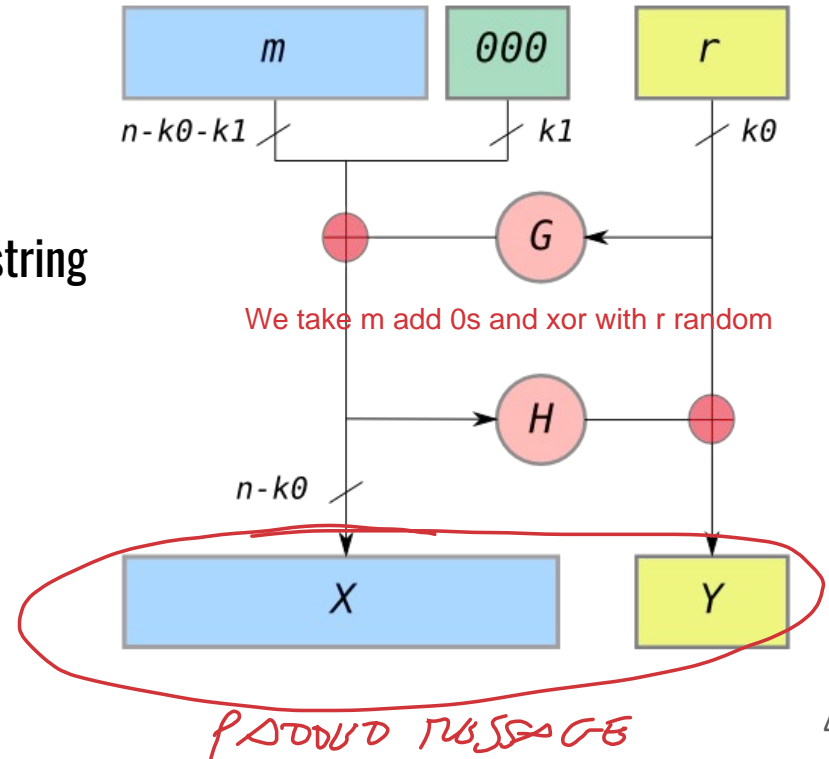 m 000 r
n-k0-k1 k1 k0
G
string
We take m add 0s and xor with r random
H
n-k0
X Y
PADDED MESSAGE